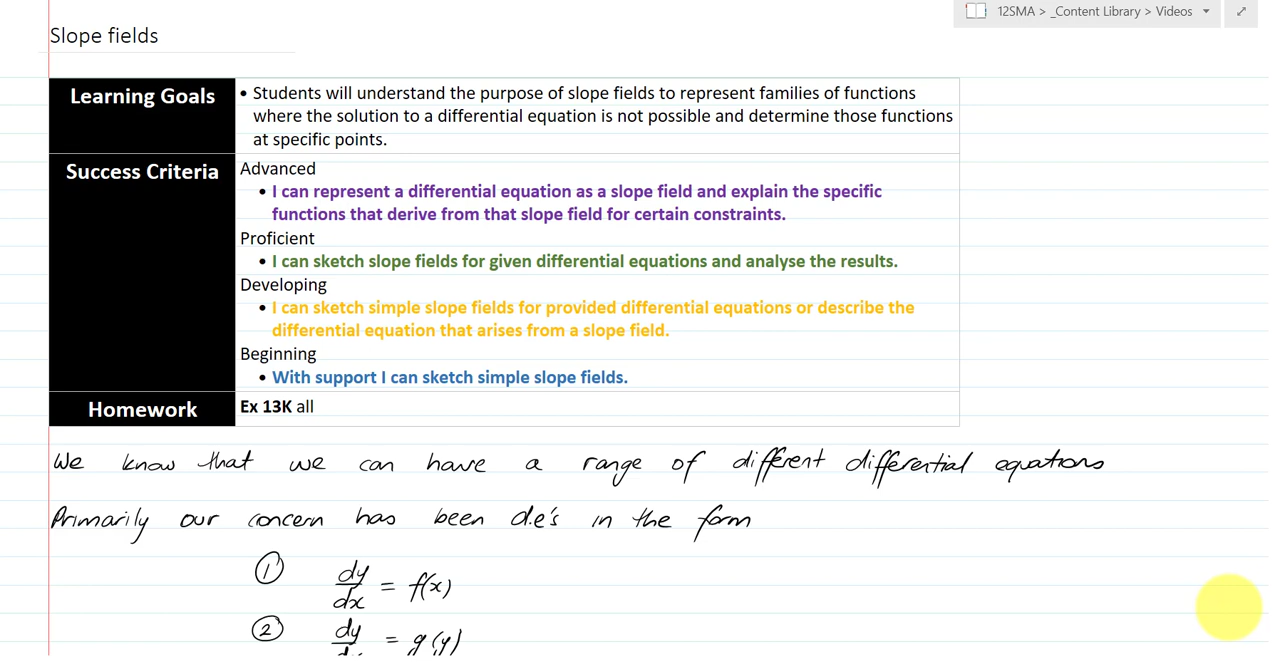 12SMA > _Content Library > Videos
Slope fields
Learning Goals
• Students will understand the purpose of slope fields to represent families of functions
where the solution to a differential equation is not possible and determine those functions
at specific points.
Success Criteria
Advanced
• I can represent a differential equation as a slope field and explain the specific
functions that derive from that slope field for certain constraints.
Proficient
• I can sketch slope fields for given differential equations and analyse the results.
Developing
• I can sketch simple slope fields for provided differential equations or describe the
differential equation that arises from a slope field.
Beginning
• With support I can sketch simple slope fields.
Homework
Ex 13K all
We know that we can have a range of different differential equations
Primarily our concern has been d.e's in the form
① dy/dx = f(x)
② dy/dx = g(y)